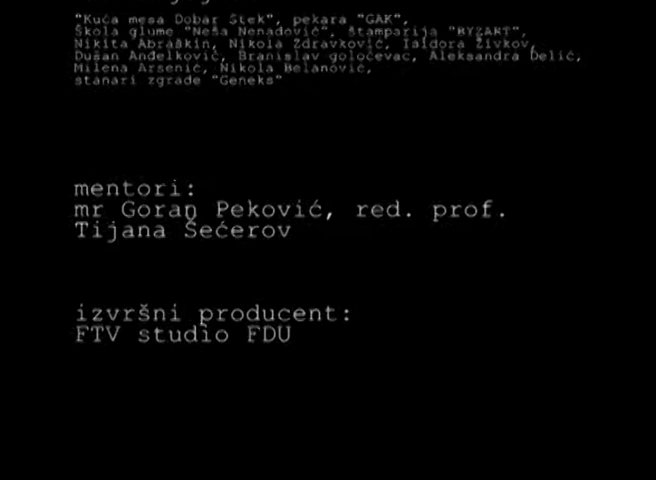 "Kuća mesa Dobar Stek", pekara "GAK",
Škola glume "Neša Nenadović", štamparija "BYZART",
Nikita Abraškin, Nikola Zdravković, Isidora Živkov,
Dušan Anđelković, Branislav goločevac, Aleksandra Delić,
Milena Arsenić, Nikola Belanović,
stanari zgrade "Geneks"
mentori:
mr Goran Peković, red. prof.
Tijana Šećerov
izvršni producent:
FTV studio FDU